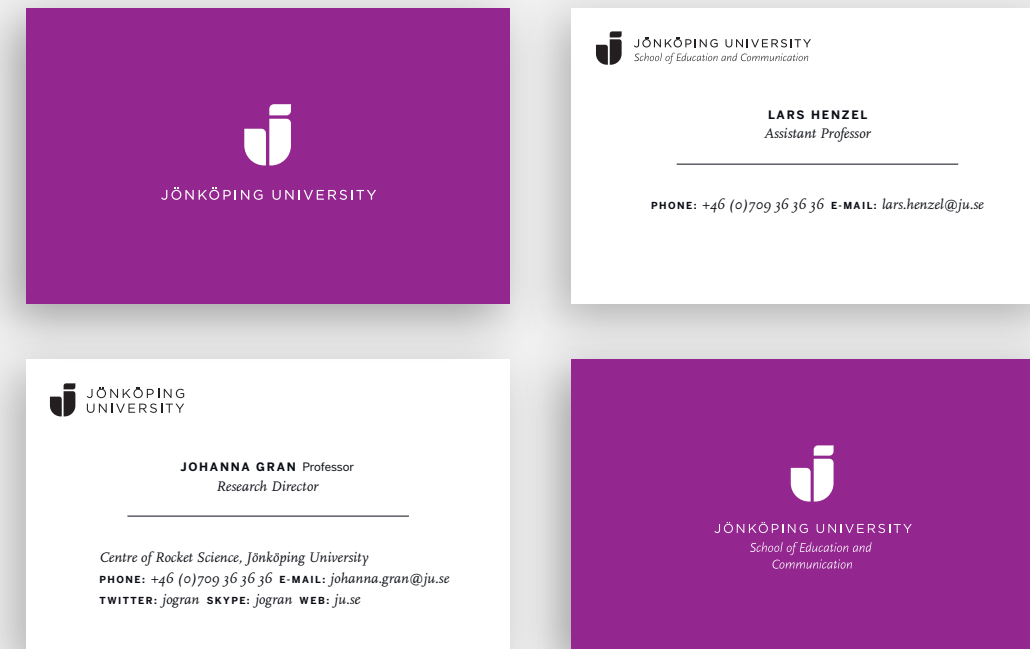 JÖNKÖPING UNIVERSITY
JÖNKÖPING UNIVERSITY
School of Education and Communication
LARS HENZEL
Assistant Professor
PHONE: +46 (0)709 36 36 36 E-MAIL: lars.henzel@ju.se
JÖNKÖPING
UNIVERSITY
JOHANNA GRAN Professor
Research Director
Centre of Rocket Science, Jönköping University
PHONE: +46 (0)709 36 36 36 E-MAIL: johanna.gran@ju.se
TWITTER: jogran SKYPE: jogran WEB: ju.se
JÖNKÖPING UNIVERSITY
School of Education and
Communication